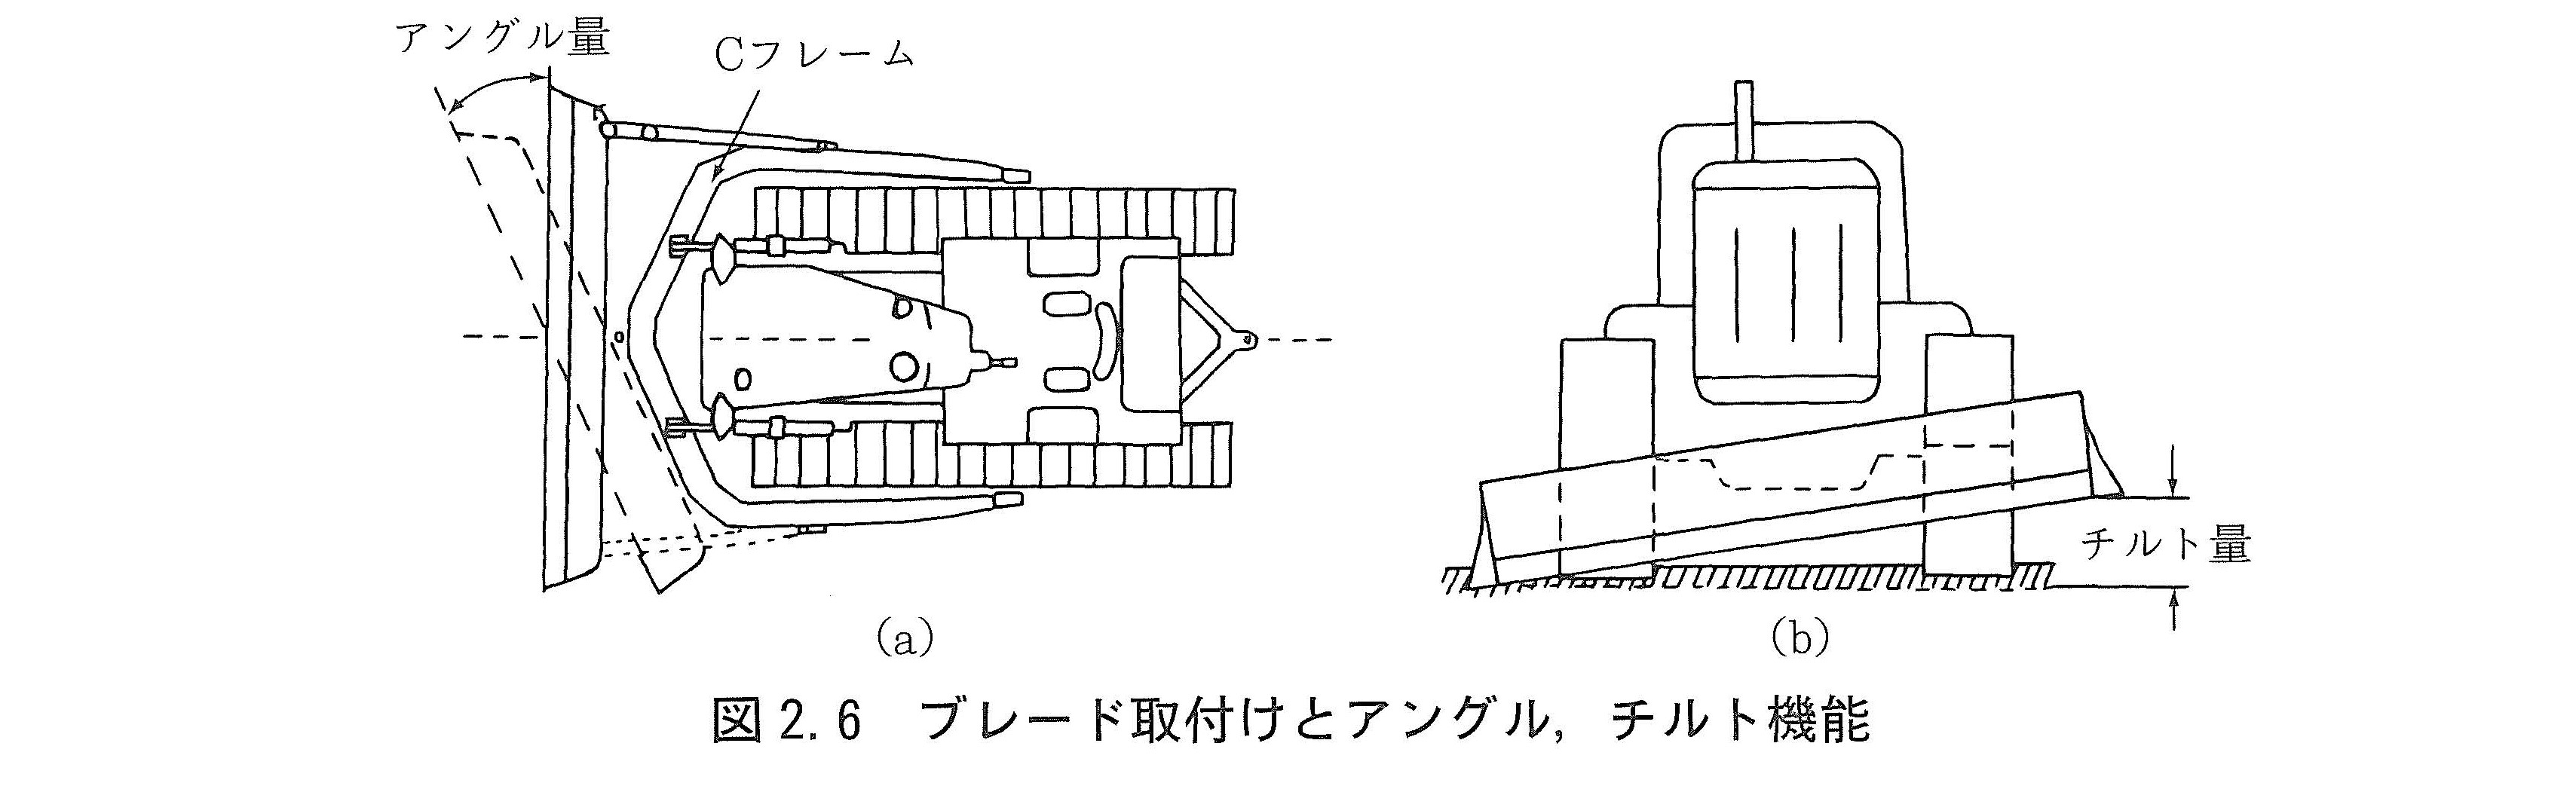 アングル量
Cフレーム
チルト量
(a)
(b)
図2.6 ブレード取付けとアングル,チルト機能